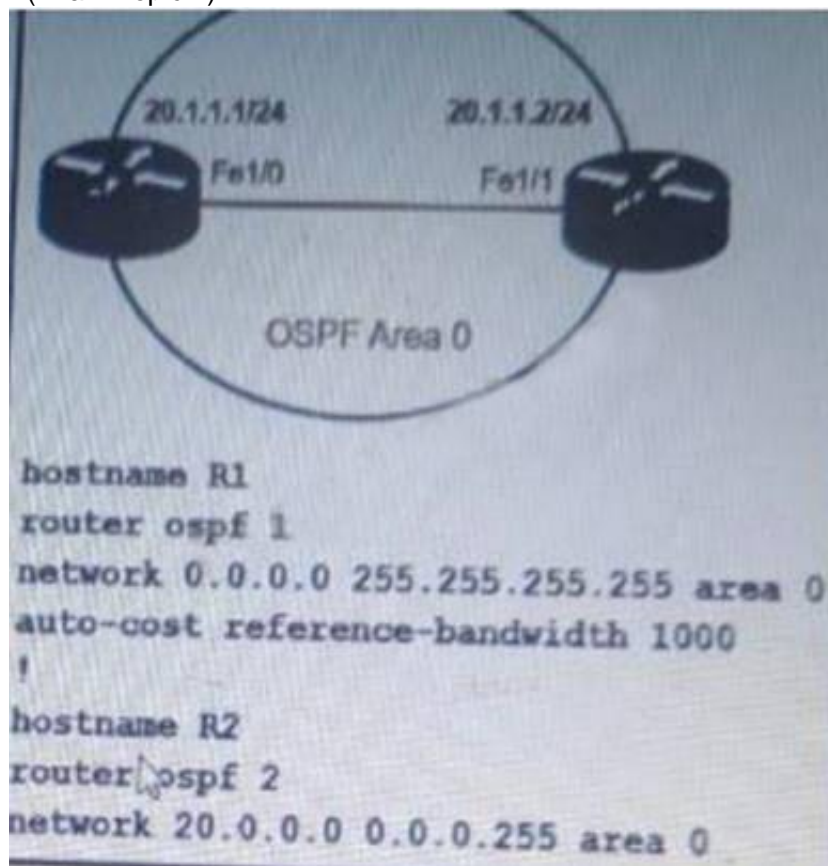 20.1.1.1/24 20.1.1.2/24
Fe1/0 Fe1/1
OSPF Area 0
hostname R1
router ospf 1
network 0.0.0.0 255.255.255.255 area 0
auto-cost reference-bandwidth 1000
!
hostname R2
router ospf 2
network 20.0.0.0 0.0.0.255 area 0